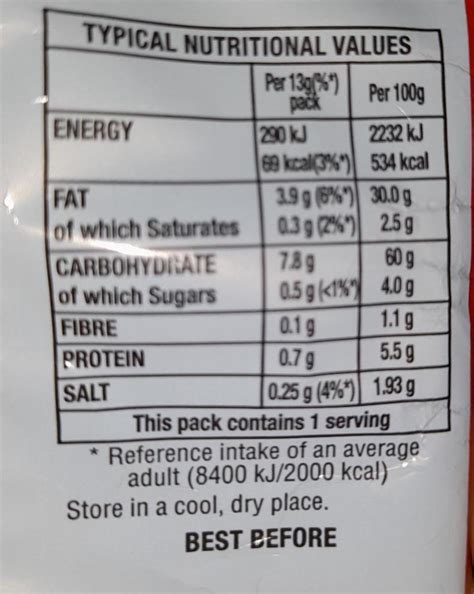 TYPICAL NUTRITIONAL VALUES
Per 13g(%*) pack Per 100g
ENERGY 290 kJ 2232 kJ
69 kcal(3%*) 534 kcal
FAT 3.9 g (6%*) 30.0 g
of which Saturates 0.3 g (2%*) 2.5 g
CARBOHYDRATE 7.8 g 60 g
of which Sugars 0.5 g (<1%*) 4.0 g
FIBRE 0.1 g 1.1 g
PROTEIN 0.7 g 5.5 g
SALT 0.25 g (4%*) 1.93 g
This pack contains 1 serving
* Reference intake of an average
adult (8400 kJ/2000 kcal)
Store in a cool, dry place.
BEST BEFORE